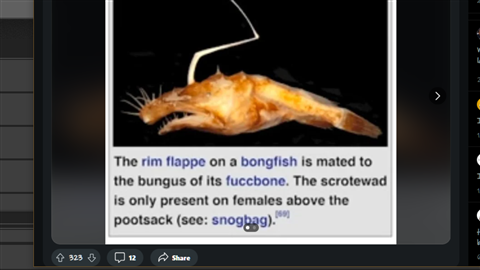 The rim flappe on a bongfish is mated to
the bungus of its fuccbone. The scrotewad
is only present on females above the
pootsack (see: snogbag).[69]
323
12
Share